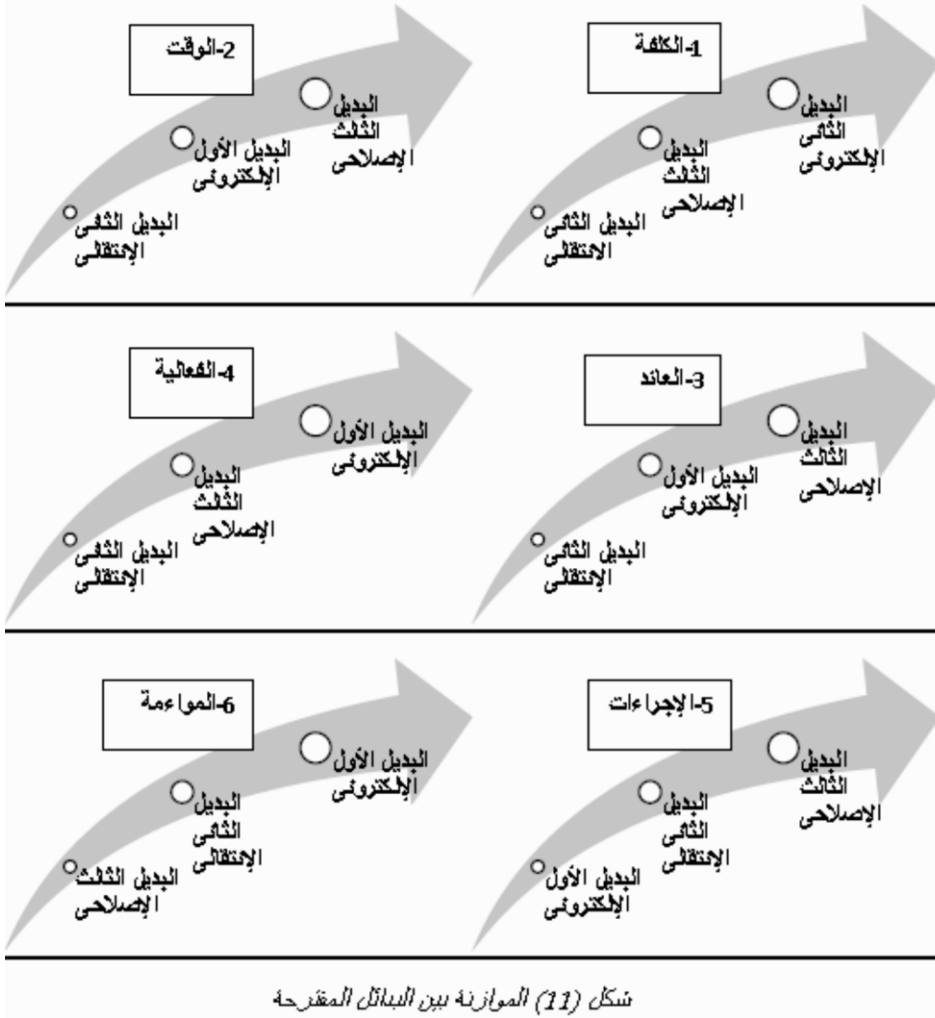 1-الكلفة
البديل
الثانى
الإلكترونى
البديل
الثالث
الإصلاحى
البديل الثانى
الانتقالى
2-الوقت
البديل
الثالث
الإصلاحى
البديل الأول
الإلكترونى
البديل الثانى
الإنتقالى
3-العائد
البديل
الثالث
الإصلاحى
البديل الأول
الإلكترونى
البديل الثانى
الإنتقالى
4-الفعالية
البديل الأول
الإلكترونى
البديل
الثالث
الإصلاحى
البديل الثانى
الإنتقالى
5-الإجراءات
البديل
الثالث
الإصلاحى
البديل
الثانى
الإنتقالى
البديل الأول
الإلكترونى
6-المواءمة
البديل الأول
الإلكترونى
البديل
الثانى
الإنتقالى
البديل الثالث
الإصلاحى
شكل (11) الموازنة بين البدائل المقترحة